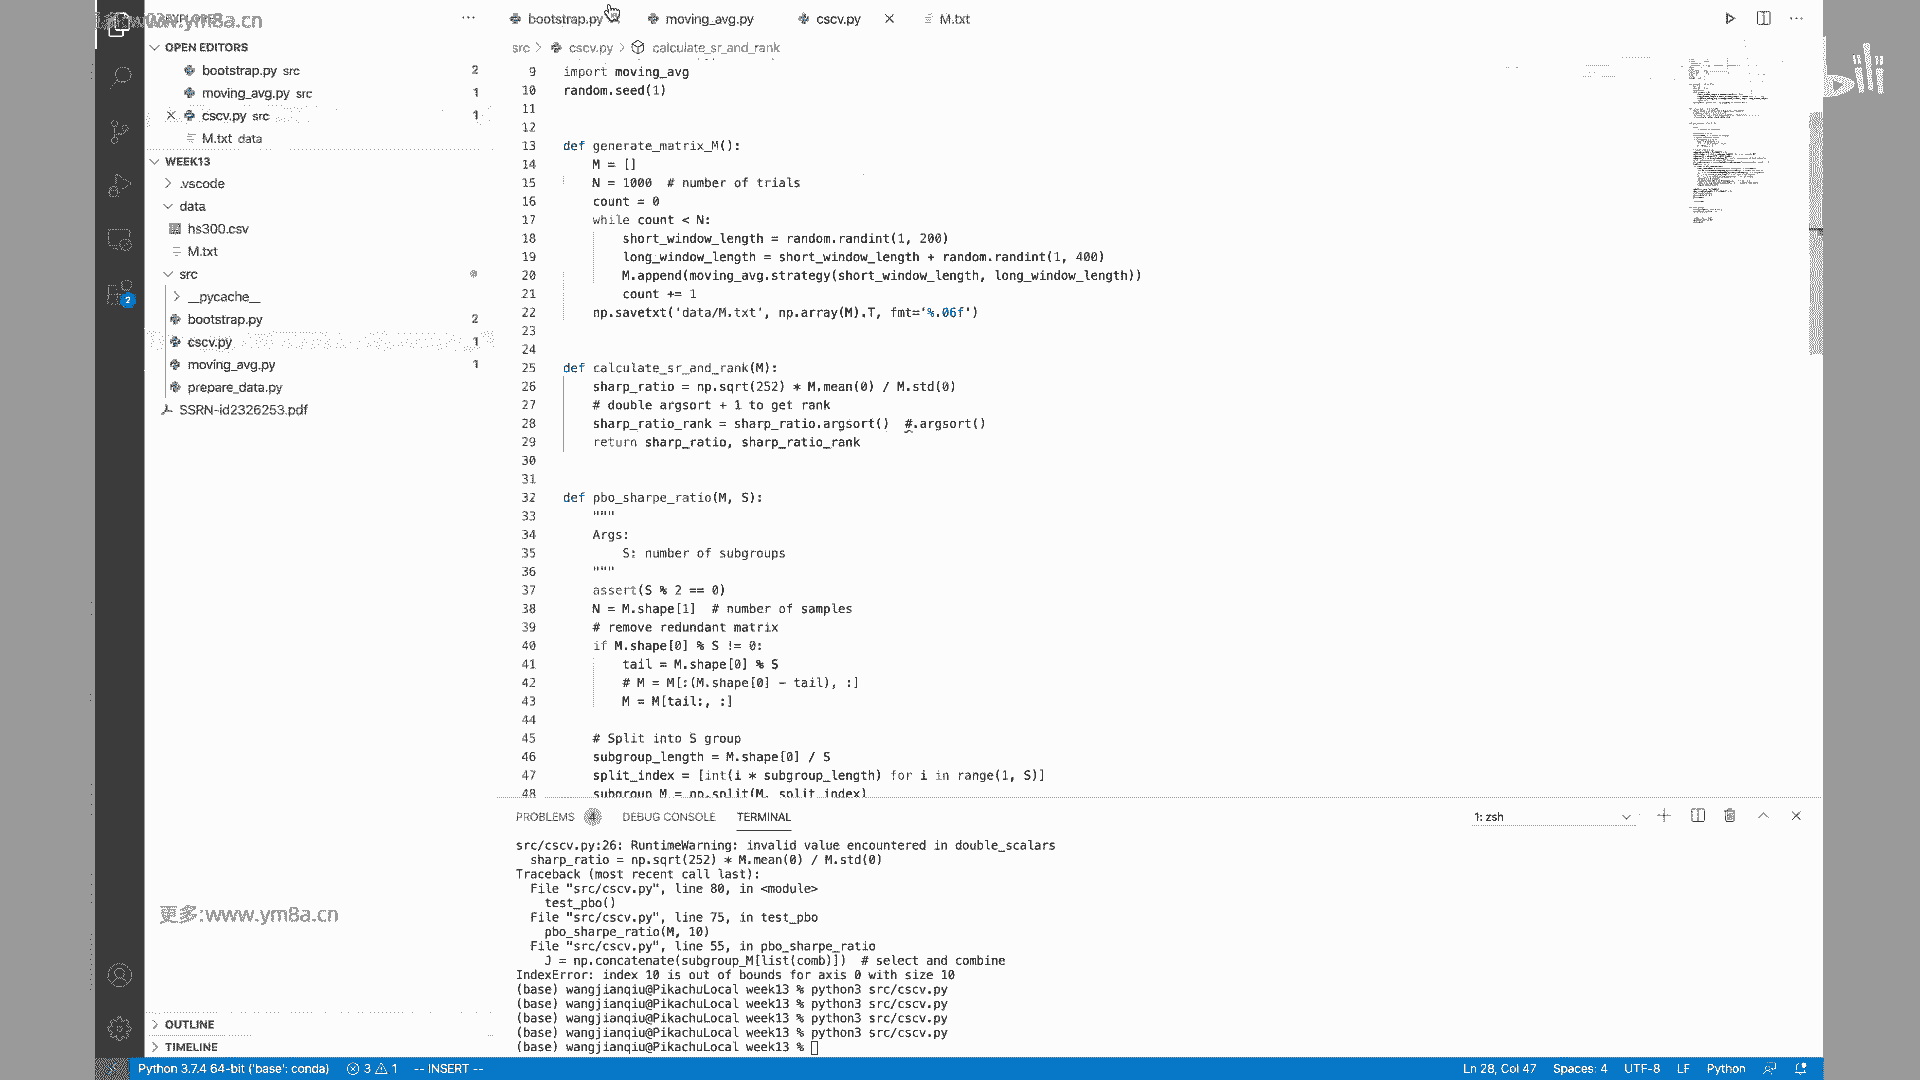 www.ym8a.cn
bootstrap.py
moving_avg.py
cscv.py
M.txt
OPEN EDITORS
bootstrap.py src 2
moving_avg.py src 1
cscv.py src 1
M.txt data
WEEK13
.vscode
data
hs300.csv
M.txt
src
__pycache__
bootstrap.py 2
cscv.py 1
moving_avg.py 1
prepare_data.py
SSRN-id2326253.pdf
2
更多:www.ym8a.cn
OUTLINE
TIMELINE
src > cscv.py > calculate_sr_and_rank
9 import moving_avg
10 random.seed(1)
11
12
13 def generate_matrix_M():
14 M = []
15 N = 1000 # number of trials
16 count = 0
17 while count < N:
18 short_window_length = random.randint(1, 200)
19 long_window_length = short_window_length + random.randint(1, 400)
20 M.append(moving_avg.strategy(short_window_length, long_window_length))
21 count += 1
22 np.savetxt('data/M.txt', np.array(M).T, fmt='%.06f')
23
24
25 def calculate_sr_and_rank(M):
26 sharp_ratio = np.sqrt(252) * M.mean(0) / M.std(0)
27 # double argsort + 1 to get rank
28 sharp_ratio_rank = sharp_ratio.argsort() #.argsort()
29 return sharp_ratio, sharp_ratio_rank
30
31
32 def pbo_sharpe_ratio(M, S):
33 """
34 Args:
35 S: number of subgroups
36 """
37 assert(S % 2 == 0)
38 N = M.shape[1] # number of samples
39 # remove redundant matrix
40 if M.shape[0] % S != 0:
41 tail = M.shape[0] % S
42 # M = M[:(M.shape[0] - tail), :]
43 M = M[tail:, :]
44
45 # Split into S group
46 subgroup_length = M.shape[0] / S
47 split_index = [int(i * subgroup_length) for i in range(1, S)]
48 subgroup_M = np.split(M, split_index)
PROBLEMS 4 DEBUG CONSOLE TERMINAL 1: zsh
src/cscv.py:26: RuntimeWarning: invalid value encountered in double_scalars
sharp_ratio = np.sqrt(252) * M.mean(0) / M.std(0)
Traceback (most recent call last):
File "src/cscv.py", line 80, in <module>
test_pbo()
File "src/cscv.py", line 75, in test_pbo
pbo_sharpe_ratio(M, 10)
File "src/cscv.py", line 55, in pbo_sharpe_ratio
J = np.concatenate(subgroup_M[list(comb)]) # select and combine
IndexError: index 10 is out of bounds for axis 0 with size 10
(base) wangjianqiu@PikachuLocal week13 % python3 src/cscv.py
(base) wangjianqiu@PikachuLocal week13 % python3 src/cscv.py
(base) wangjianqiu@PikachuLocal week13 % python3 src/cscv.py
(base) wangjianqiu@PikachuLocal week13 % python3 src/cscv.py
(base) wangjianqiu@PikachuLocal week13 %
Python 3.7.4 64-bit ('base': conda) 3 1 -- INSERT -- Ln 28, Col 47 Spaces: 4 UTF-8 LF Python